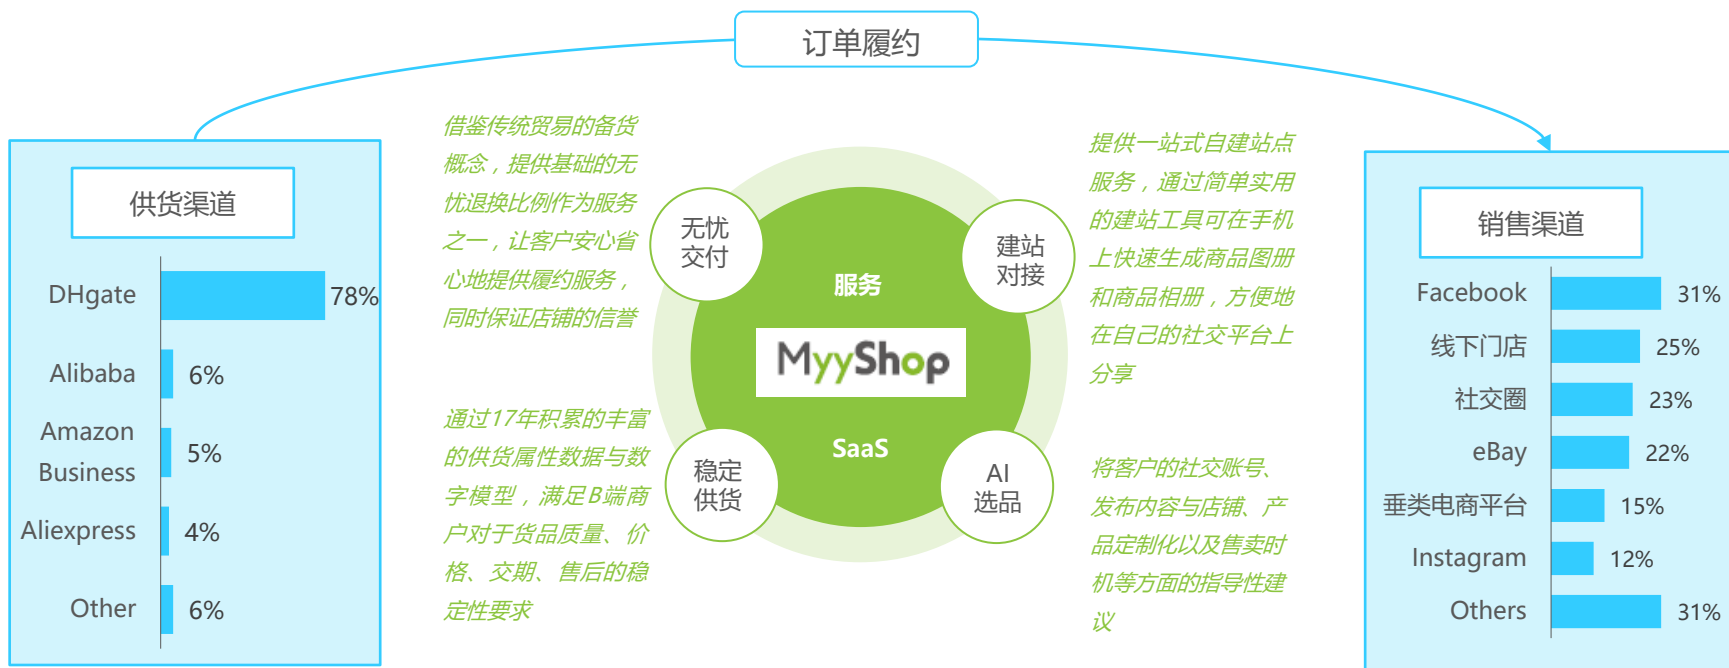 订单履约
供货渠道
DHgate
78%
Alibaba
6%
Amazon
Business
5%
Aliexpress
4%
Other
6%
借鉴传统贸易的备货
概念，提供基础的无
忧退换比例作为服务
之一，让客户安心省
心地提供履约服务，
同时保证店铺的信誉
通过17年积累的丰富
的供货属性数据与数
字模型，满足B端商
户对于货品质量、价
格、交期、售后的稳
定性要求
无忧
交付
建站
对接
服务
MyyShop
SaaS
稳定
供货
AI
选品
提供一站式自建站点
服务，通过简单实用
的建站工具可在手机
上快速生成商品图册
和商品相册，方便地
在自己的社交平台上
分享
将客户的社交账号、
发布内容与店铺、产
品定制化以及售卖时
机等方面的指导性建
议
销售渠道
Facebook
31%
线下门店
25%
社交圈
23%
eBay
22%
垂类电商平台
15%
Instagram
12%
Others
31%